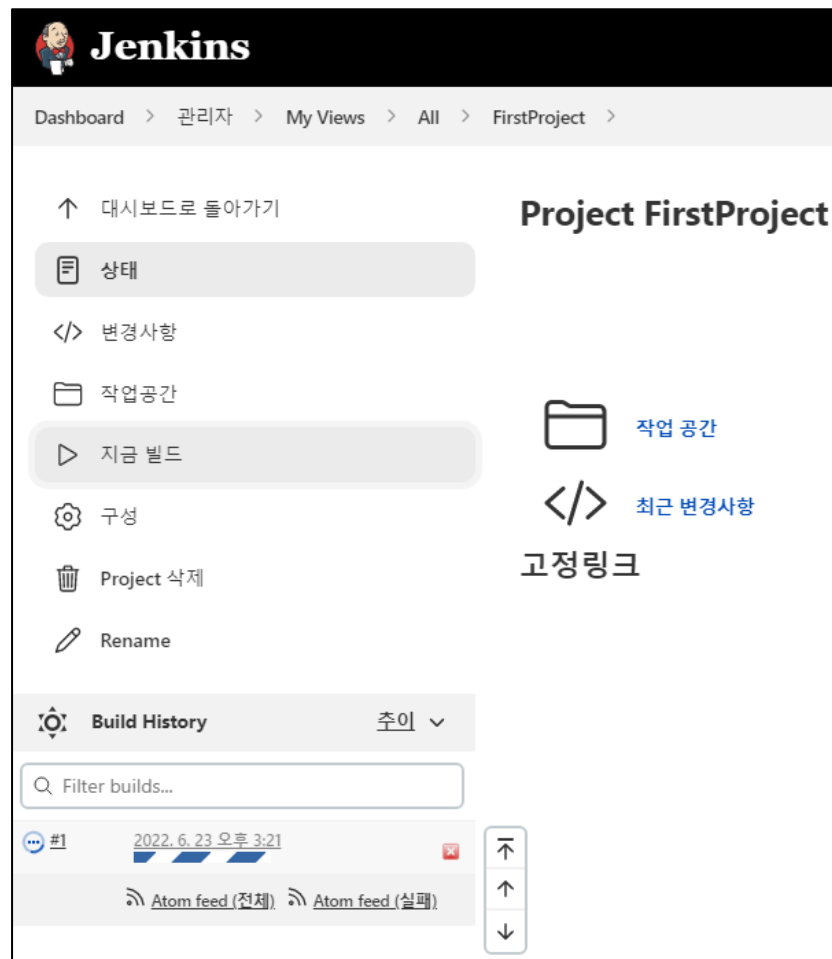 Jenkins
Dashboard > 관리자 > My Views > All > FirstProject >
대시보드로 돌아가기
상태
</> 변경사항
작업공간
지금 빌드
구성
Project 삭제
Rename
Project FirstProject
작업 공간
</> 최근 변경사항
고정링크
Build History 추이
Filter builds...
#1 2022. 6. 23 오후 3:21
Atom feed (전체) Atom feed (실패)